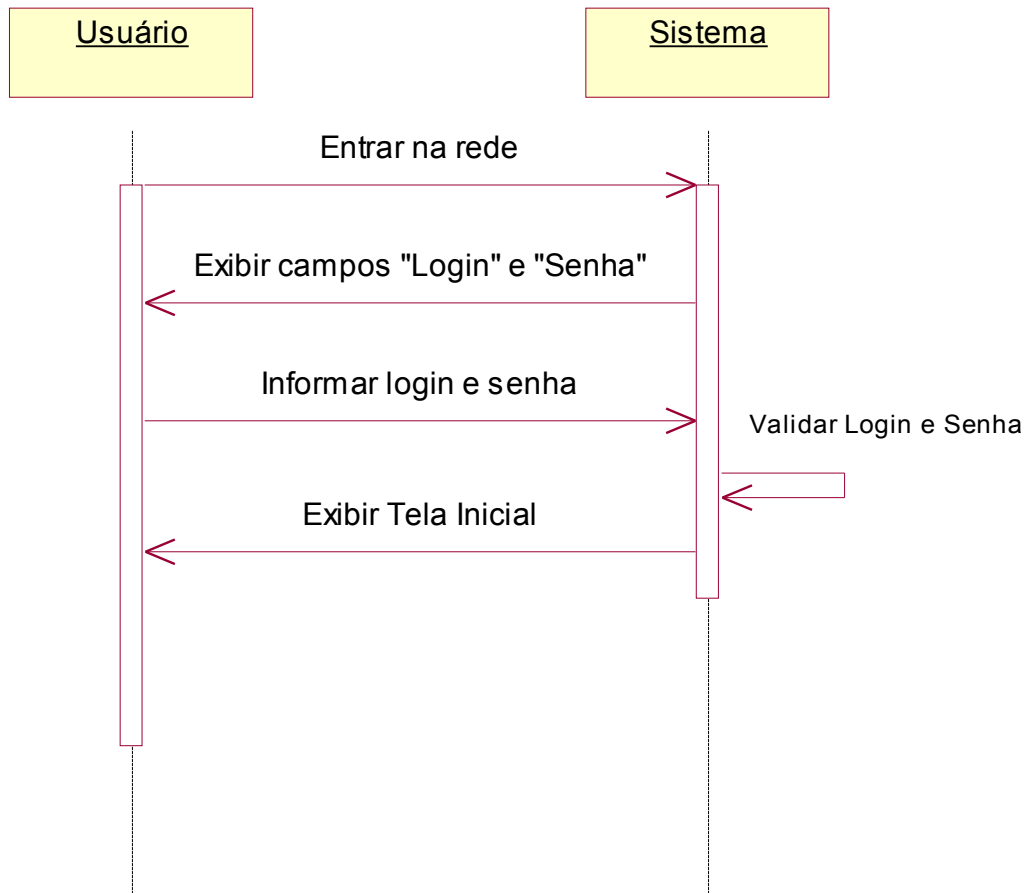 Usuário
Sistema
Entrar na rede
Exibir campos "Login" e "Senha"
Informar login e senha
Validar Login e Senha
Exibir Tela Inicial